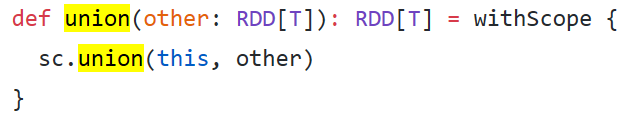 def union(other: RDD[T]): RDD[T] = withScope {
  sc.union(this, other)
}